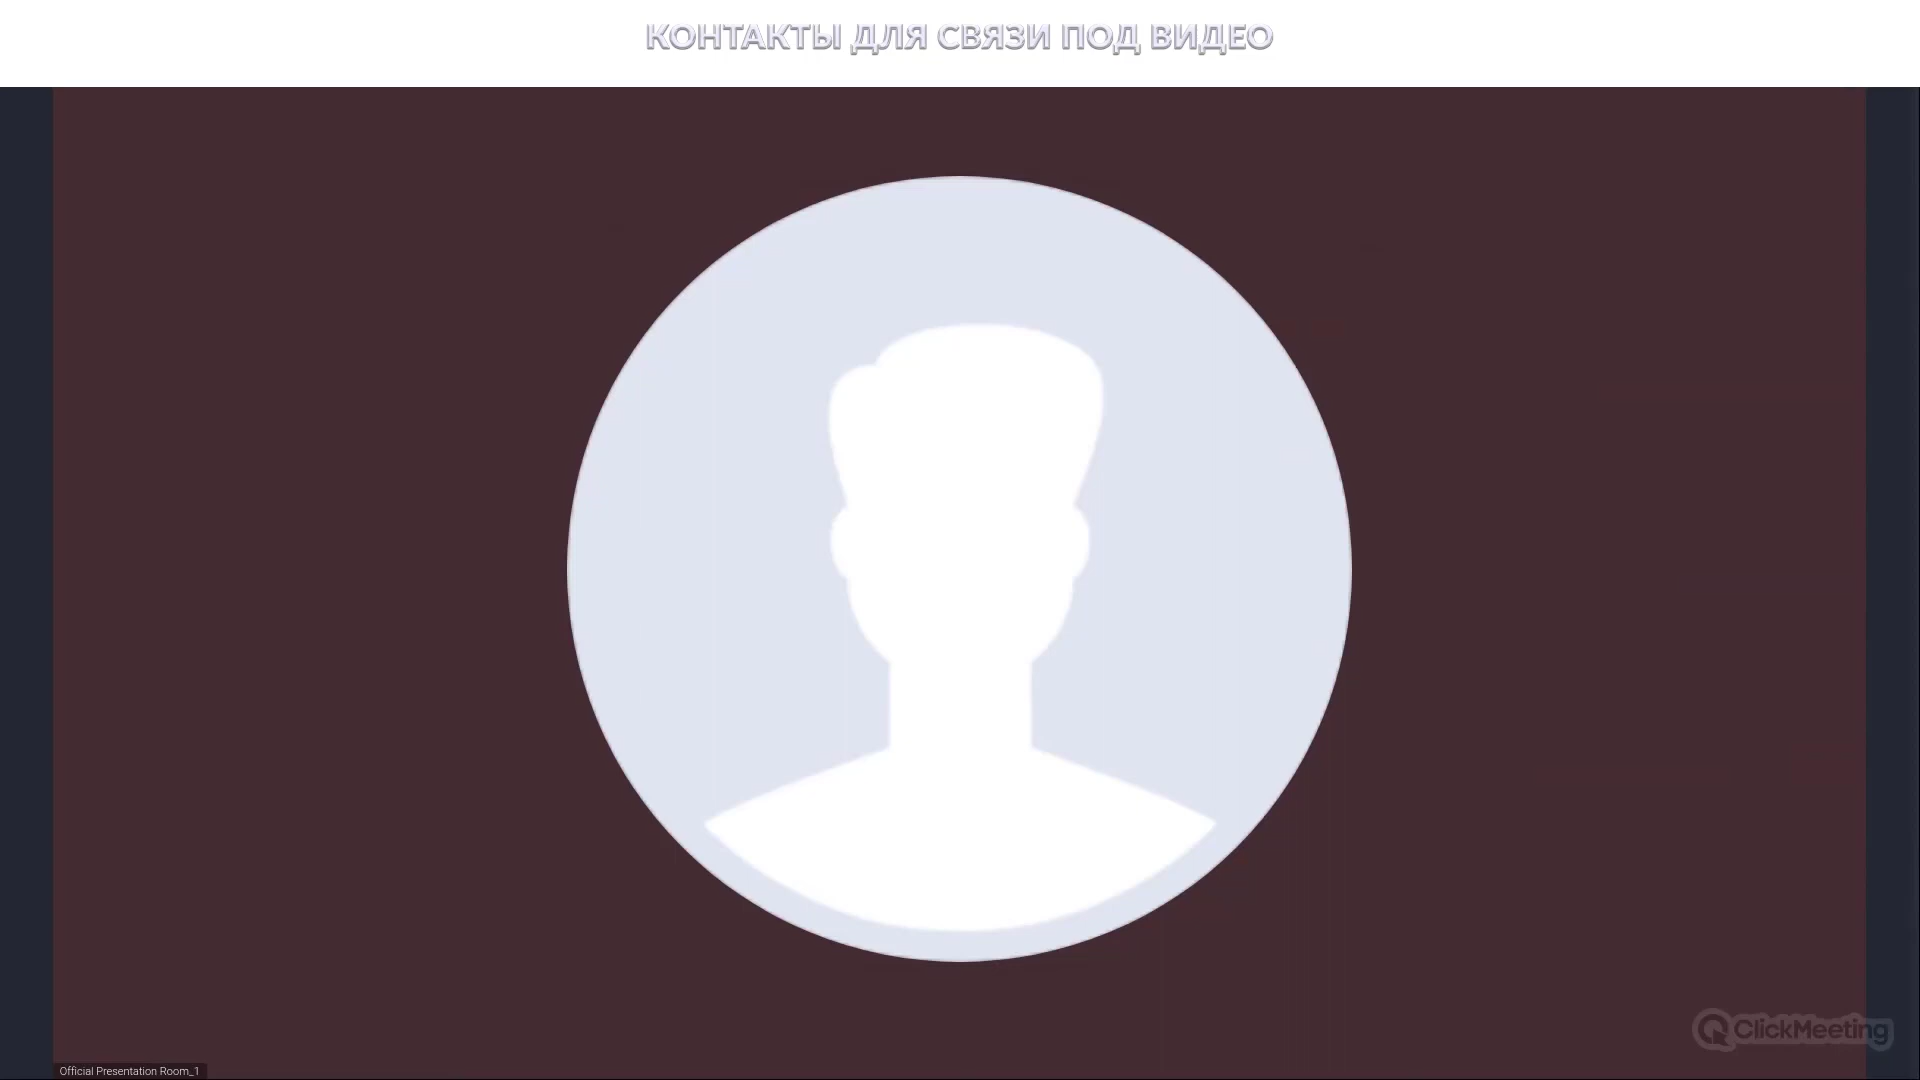 КОНТАКТЫ ДЛЯ СВЯЗИ ПОД ВИДЕО
ClickMeeting
Official Presentation Room_1